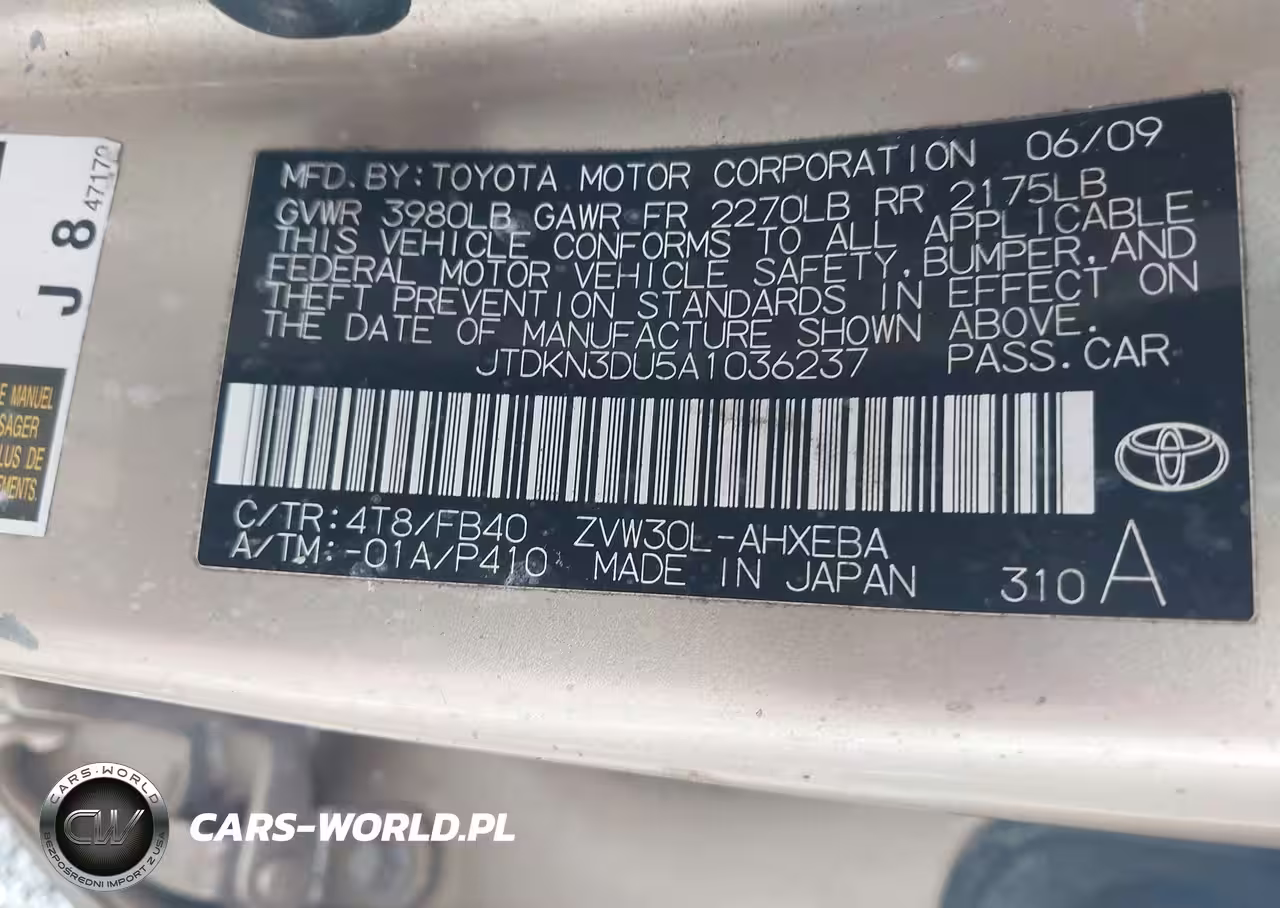 MFD. BY: TOYOTA MOTOR CORPORATION 06/09
GVWR 3980LB GAWR FR 2270LB RR 2175LB
THIS VEHICLE CONFORMS TO ALL APPLICABLE
FEDERAL MOTOR VEHICLE SAFETY, BUMPER, AND
THEFT PREVENTION STANDARDS IN EFFECT ON
THE DATE OF MANUFACTURE SHOWN ABOVE.
JTDKN3DU5A1036237 PASS. CAR
C/TR: 4T8/FB40 ZVW30L-AHXEBA
A/TM: -01A/P410 MADE IN JAPAN
310 A
J 8
E MANUEL
SAGER
LUS DE
EMENTS.
CARS-WORLD
CW
BEZPOŚREDNI IMPORT Z USA
CARS-WORLD.PL